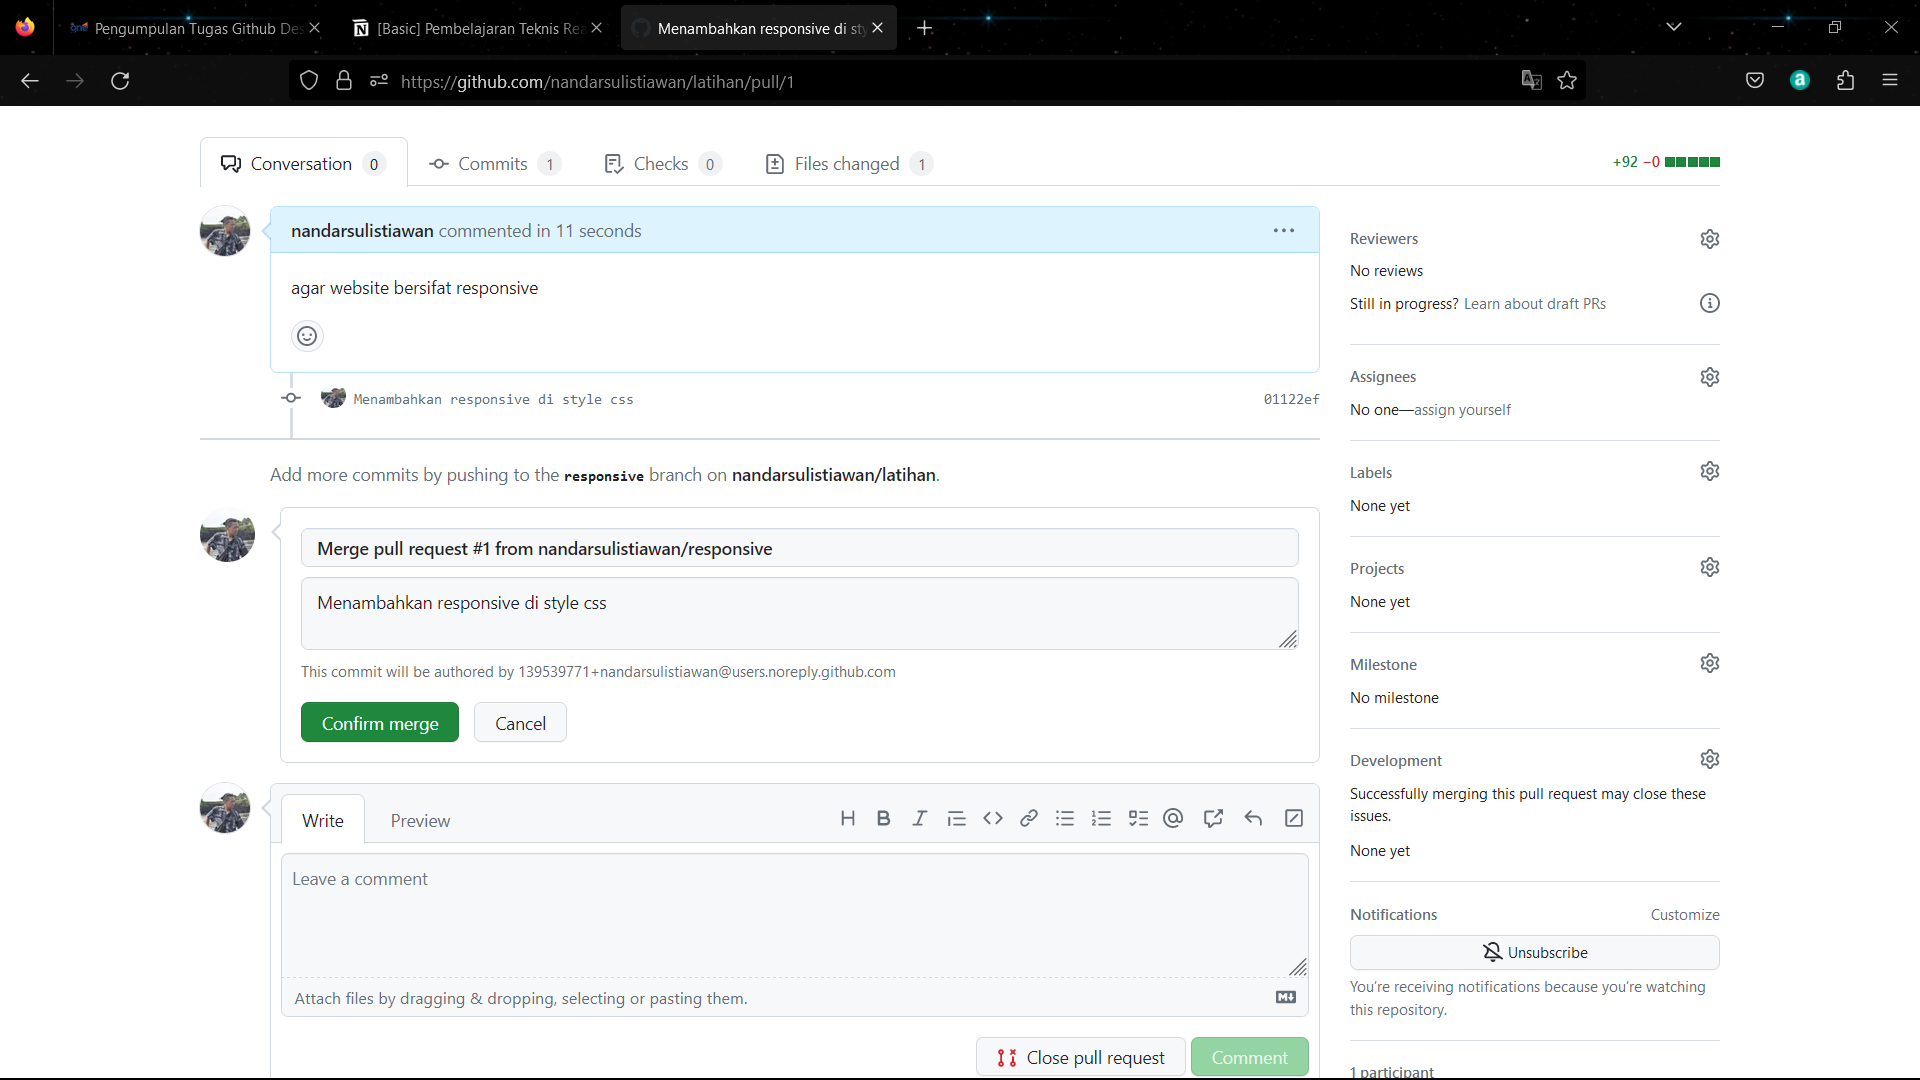 Pengumpulan Tugas Github Des
[Basic] Pembelajaran Teknis Rea
Menambahkan responsive di sty
https://github.com/nandarsulistiawan/latihan/pull/1
Conversation 0
Commits 1
Checks 0
Files changed 1
+92 −0
nandarsulistiawan commented in 11 seconds
agar website bersifat responsive
Menambahkan responsive di style css
01122ef
Add more commits by pushing to the responsive branch on nandarsulistiawan/latihan.
Merge pull request #1 from nandarsulistiawan/responsive
Menambahkan responsive di style css
This commit will be authored by 139539771+nandarsulistiawan@users.noreply.github.com
Confirm merge
Cancel
Write
Preview
Leave a comment
Attach files by dragging & dropping, selecting or pasting them.
Close pull request
Comment
Reviewers
No reviews
Still in progress? Learn about draft PRs
Assignees
No one—assign yourself
Labels
None yet
Projects
None yet
Milestone
No milestone
Development
Successfully merging this pull request may close these
issues.
None yet
Notifications
Customize
Unsubscribe
You're receiving notifications because you're watching
this repository.
1 participant